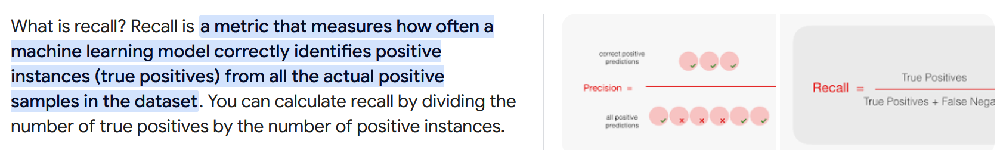 What is recall? Recall is a metric that measures how often a
machine learning model correctly identifies positive
instances (true positives) from all the actual positive
samples in the dataset. You can calculate recall by dividing the
number of true positives by the number of positive instances.
correct positive
predictions
Precision =
all positive
predictions
Recall =
True Positives
True Positives + False Nega